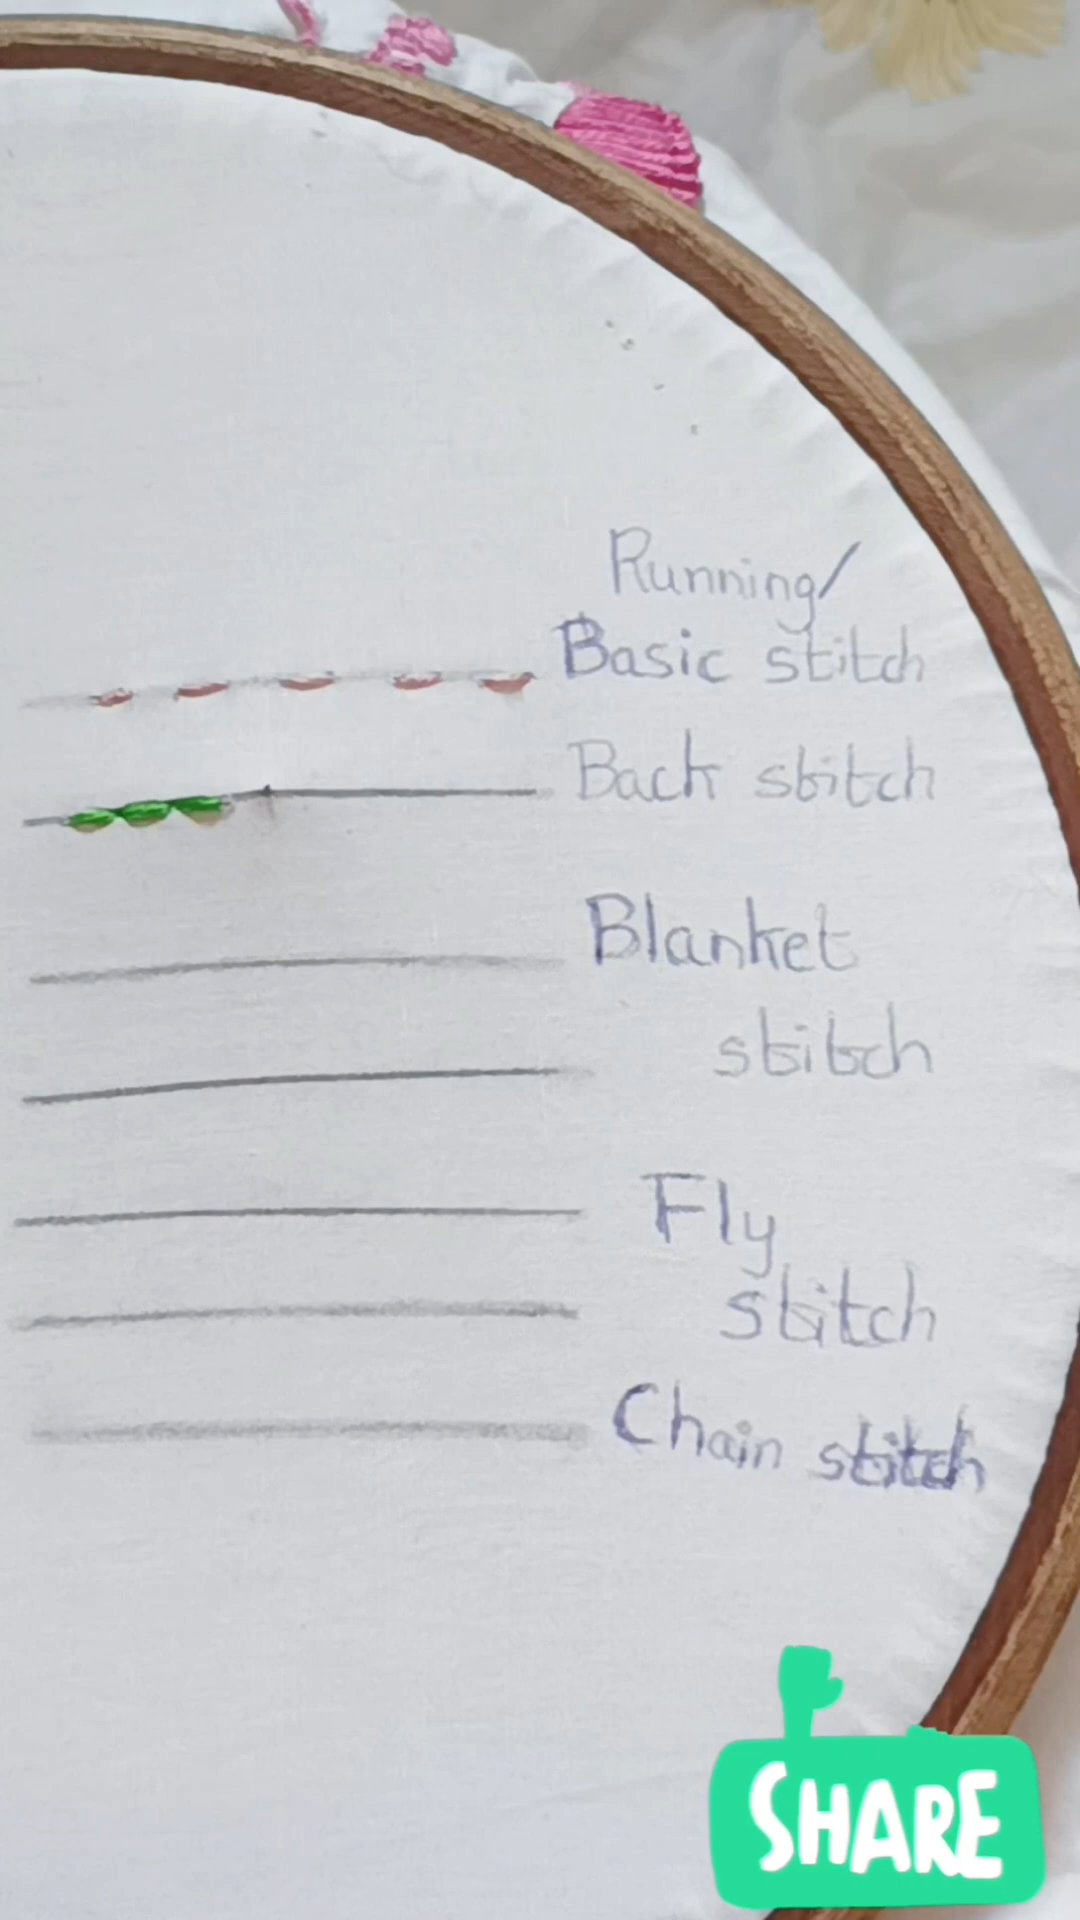 Running/
Basic stitch
Back stitch
Blanket
stitch
Fly
stitch
Chain stitch
SHARE